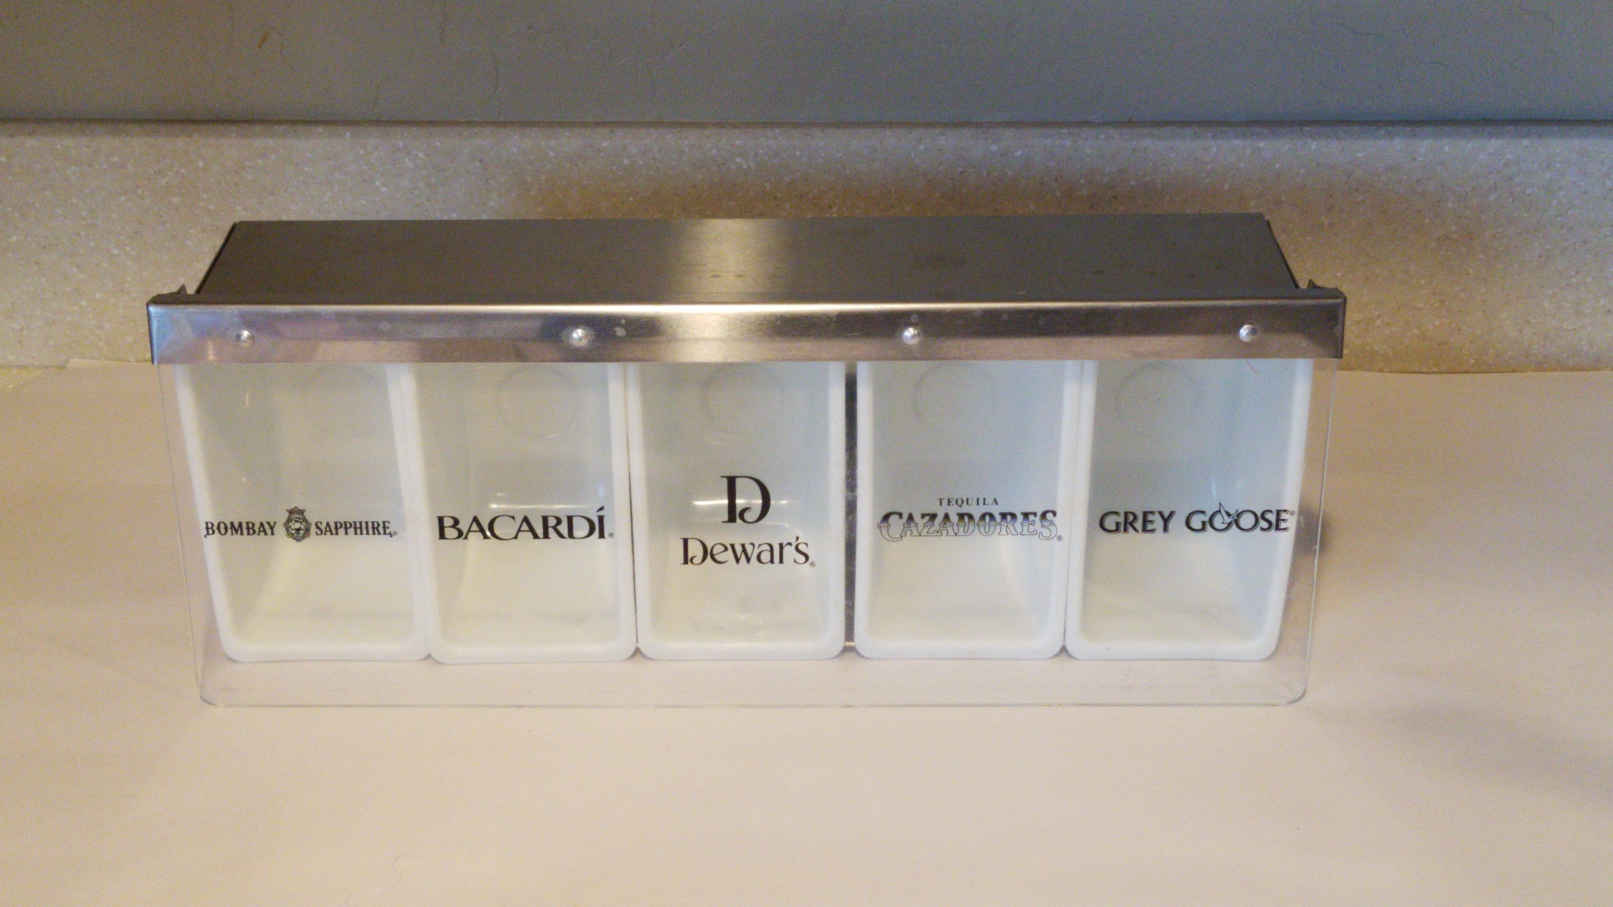 BOMBAY SAPPHIRE®
BACARDÍ®
D
Dewar's®
TEQUILA
CAZADORES®
GREY GOOSE®